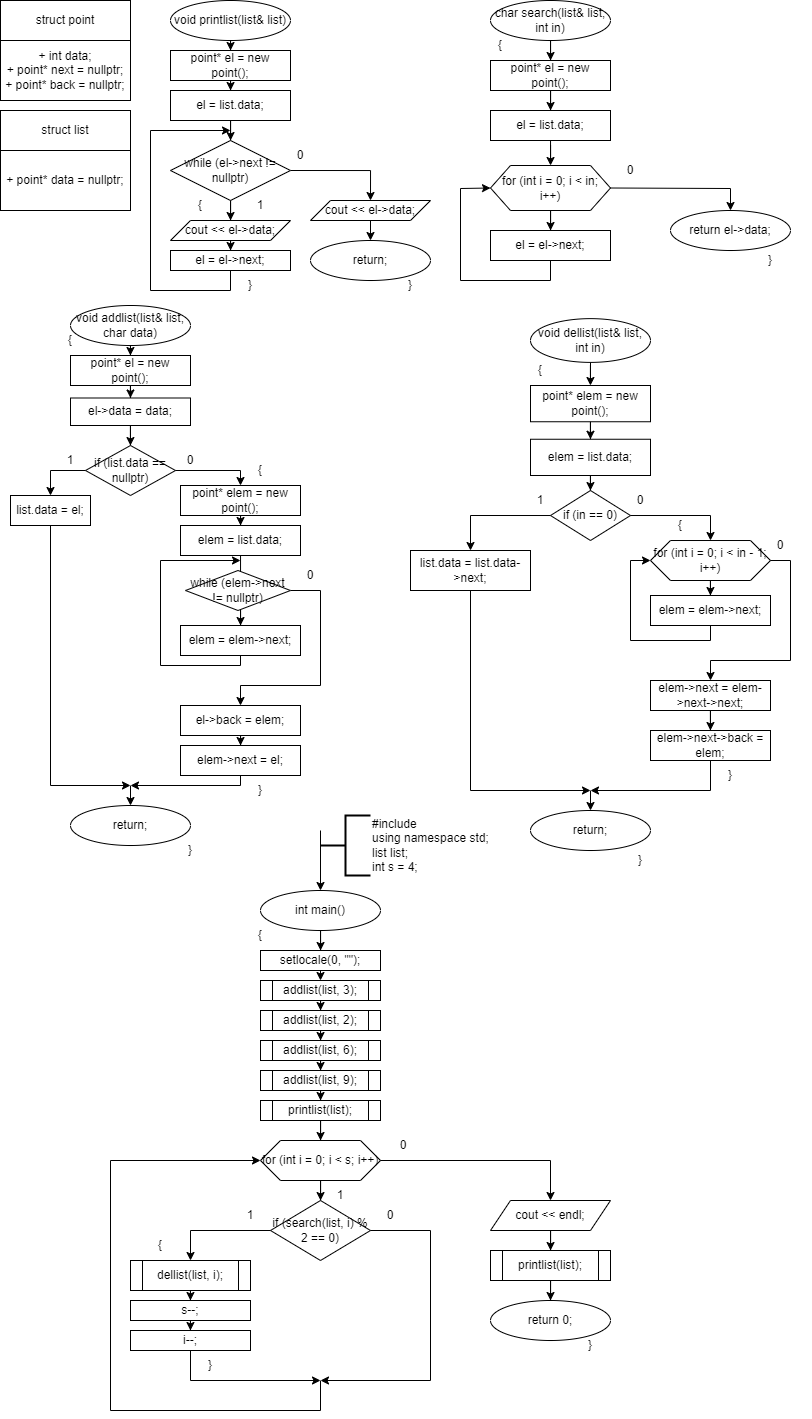 struct point
+ int data;
+ point* next = nullptr;
+ point* back = nullptr;
struct list
+ point* data = nullptr;
void printlist(list& list)
point* el = new
point();
el = list.data;
while (el->next !=
nullptr)
0
{
1
cout << el->data;
el = el->next;
}
cout << el->data;
return;
}
char search(list& list,
int in)
{
point* el = new
point();
el = list.data;
for (int i = 0; i < in;
i++)
0
el = el->next;
return el->data;
}
void addlist(list& list,
char data)
{
point* el = new
point();
el->data = data;
if (list.data ==
nullptr)
1
0
list.data = el;
{
point* elem = new
point();
elem = list.data;
while (elem->next
!= nullptr)
0
elem = elem->next;
el->back = elem;
elem->next = el;
}
return;
}
void dellist(list& list,
int in)
{
point* elem = new
point();
elem = list.data;
if (in == 0)
1
0
list.data = list.data-
>next;
{
for (int i = 0; i < in - 1;
i++)
0
elem = elem->next;
elem->next = elem-
>next->next;
elem->next->back =
elem;
}
return;
}
#include
using namespace std;
list list;
int s = 4;
int main()
{
setlocale(0, "");
addlist(list, 3);
addlist(list, 2);
addlist(list, 6);
addlist(list, 9);
printlist(list);
for (int i = 0; i < s; i++)
0
1
if (search(list, i) %
2 == 0)
1
0
{
dellist(list, i);
s--;
i--;
}
cout << endl;
printlist(list);
return 0;
}